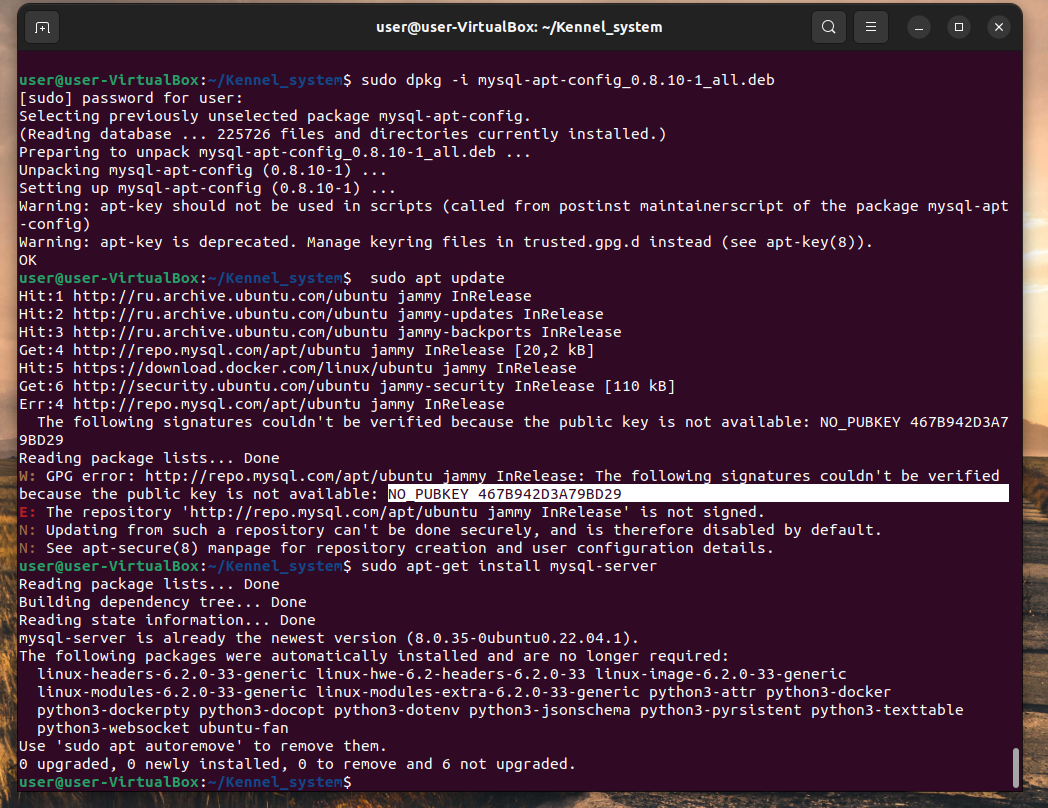 user@user-VirtualBox: ~/Kennel_system
user@user-VirtualBox:~/Kennel_system$ sudo dpkg -i mysql-apt-config_0.8.10-1_all.deb
[sudo] password for user:
Selecting previously unselected package mysql-apt-config.
(Reading database ... 225726 files and directories currently installed.)
Preparing to unpack mysql-apt-config_0.8.10-1_all.deb ...
Unpacking mysql-apt-config (0.8.10-1) ...
Setting up mysql-apt-config (0.8.10-1) ...
Warning: apt-key should not be used in scripts (called from postinst maintainerscript of the package mysql-apt
-config)
Warning: apt-key is deprecated. Manage keyring files in trusted.gpg.d instead (see apt-key(8)).
OK
user@user-VirtualBox:~/Kennel_system$  sudo apt update
Hit:1 http://ru.archive.ubuntu.com/ubuntu jammy InRelease
Hit:2 http://ru.archive.ubuntu.com/ubuntu jammy-updates InRelease
Hit:3 http://ru.archive.ubuntu.com/ubuntu jammy-backports InRelease
Get:4 http://repo.mysql.com/apt/ubuntu jammy InRelease [20,2 kB]
Hit:5 https://download.docker.com/linux/ubuntu jammy InRelease
Get:6 http://security.ubuntu.com/ubuntu jammy-security InRelease [110 kB]
Err:4 http://repo.mysql.com/apt/ubuntu jammy InRelease
  The following signatures couldn't be verified because the public key is not available: NO_PUBKEY 467B942D3A7
9BD29
Reading package lists... Done
W: GPG error: http://repo.mysql.com/apt/ubuntu jammy InRelease: The following signatures couldn't be verified
because the public key is not available: NO_PUBKEY 467B942D3A79BD29
E: The repository 'http://repo.mysql.com/apt/ubuntu jammy InRelease' is not signed.
N: Updating from such a repository can't be done securely, and is therefore disabled by default.
N: See apt-secure(8) manpage for repository creation and user configuration details.
user@user-VirtualBox:~/Kennel_system$ sudo apt-get install mysql-server
Reading package lists... Done
Building dependency tree... Done
Reading state information... Done
mysql-server is already the newest version (8.0.35-0ubuntu0.22.04.1).
The following packages were automatically installed and are no longer required:
  linux-headers-6.2.0-33-generic linux-hwe-6.2-headers-6.2.0-33 linux-image-6.2.0-33-generic
  linux-modules-6.2.0-33-generic linux-modules-extra-6.2.0-33-generic python3-attr python3-docker
  python3-dockerpty python3-docopt python3-dotenv python3-jsonschema python3-pyrsistent python3-texttable
  python3-websocket ubuntu-fan
Use 'sudo apt autoremove' to remove them.
0 upgraded, 0 newly installed, 0 to remove and 6 not upgraded.
user@user-VirtualBox:~/Kennel_system$